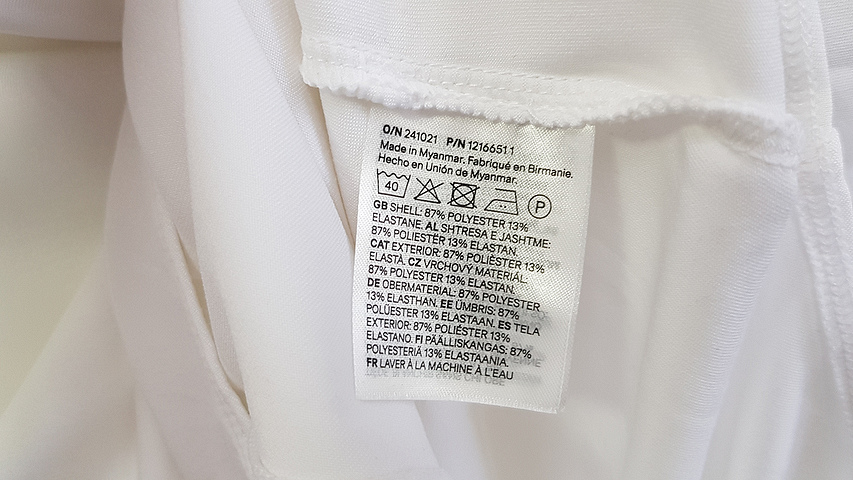 O/N 241021 P/N 1216651 1
Made in Myanmar. Fabriqué en Birmanie.
Hecho en Unión de Myanmar.
40 P
GB SHELL: 87% POLYESTER 13%
ELASTANE. AL SHTRESA E JASHTME:
87% POLIESTËR 13% ELASTAN.
CAT EXTERIOR: 87% POLIÈSTER 13%
ELASTÀ. CZ VRCHOVÝ MATERIÁL:
87% POLYESTER 13% ELASTAN.
DE OBERMATERIAL: 87% POLYESTER
13% ELASTHAN. EE ÜMBRIS: 87%
POLÜESTER 13% ELASTAAN. ES TELA
EXTERIOR: 87% POLIÉSTER 13%
ELASTANO. FI PÄÄLLISKANGAS: 87%
POLYESTERIÄ 13% ELASTAANIA.
FR LAVER À LA MACHINE À L'EAU